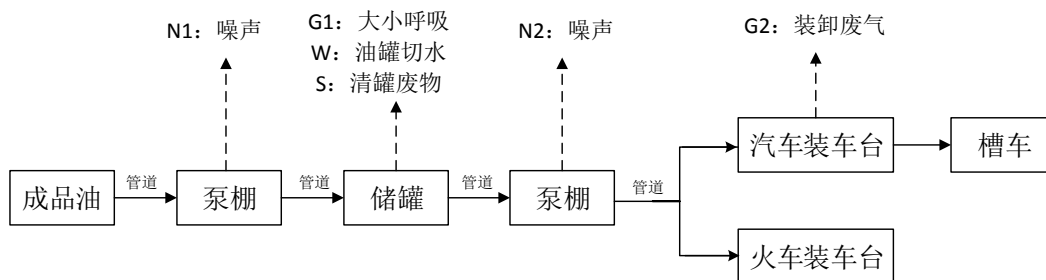 N1：噪声
G1：大小呼吸
W：油罐切水
S：清罐废物
N2：噪声
G2：装卸废气
成品油
管道
泵棚
管道
储罐
管道
泵棚
管道
汽车装车台
槽车
火车装车台